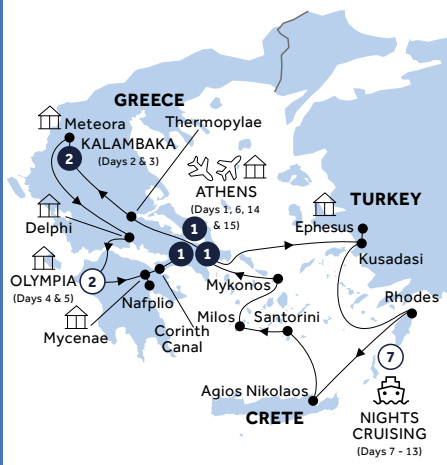 GREECE
Meteora
Thermopylae
KALAMBAKA
2
(Days 2 & 3)
ATHENS
(Days 1, 6, 14
& 15)
TURKEY
1
Ephesus
Delphi
1
1
Kusadasi
OLYMPIA
2
(Days 4 & 5)
Mykonos
Rhodes
Nafplio
Milos
Santorini
Mycenae
Corinth
Canal
7
Agios Nikolaos
CRETE
NIGHTS
CRUISING
(Days 7 - 13)